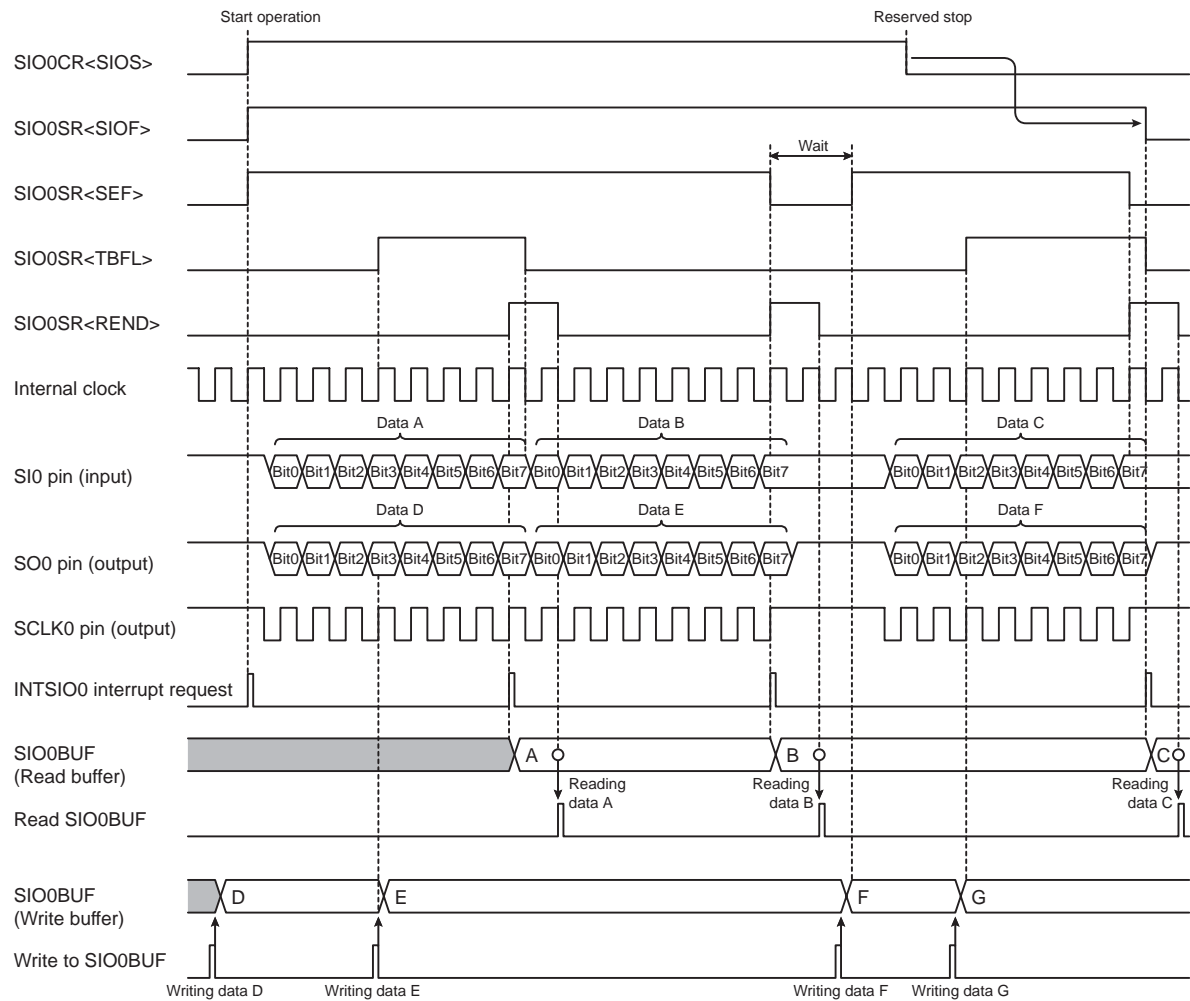 Start operation
Reserved stop
SIO0CR<SIOS>
SIO0SR<SIOF>
Wait
SIO0SR<SEF>
SIO0SR<TBFL>
SIO0SR<REND>
Internal clock
Data A
Data B
Data C
SI0 pin (input)
Bit0 Bit1 Bit2 Bit3 Bit4 Bit5 Bit6 Bit7 Bit0 Bit1 Bit2 Bit3 Bit4 Bit5 Bit6 Bit7 Bit0 Bit1 Bit2 Bit3 Bit4 Bit5 Bit6 Bit7
Data D
Data E
Data F
SO0 pin (output)
Bit0 Bit1 Bit2 Bit3 Bit4 Bit5 Bit6 Bit7 Bit0 Bit1 Bit2 Bit3 Bit4 Bit5 Bit6 Bit7 Bit0 Bit1 Bit2 Bit3 Bit4 Bit5 Bit6 Bit7
SCLK0 pin (output)
INTSIO0 interrupt request
SIO0BUF
(Read buffer)
A
B
C
Reading
data A
Reading
data B
Reading
data C
Read SIO0BUF
SIO0BUF
(Write buffer)
D
E
F
G
Write to SIO0BUF
Writing data D
Writing data E
Writing data F
Writing data G